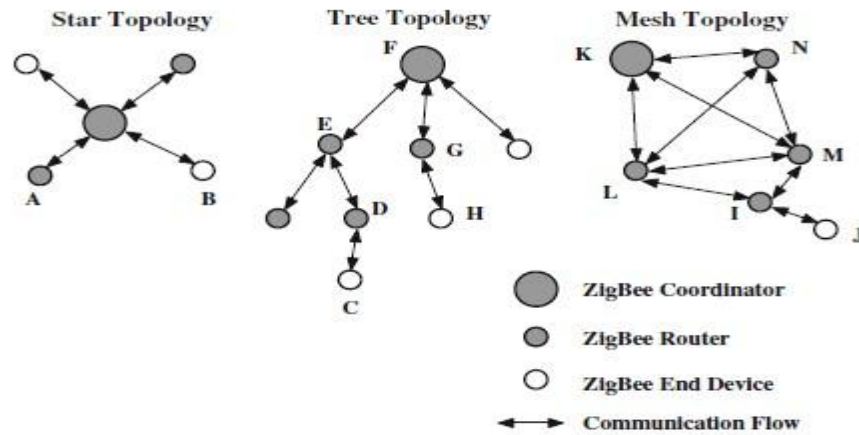 Star Topology
Tree Topology
Mesh Topology
F
K
N
E
G
M
A
B
L
D
H
I
J
C
ZigBee Coordinator
ZigBee Router
ZigBee End Device
Communication Flow